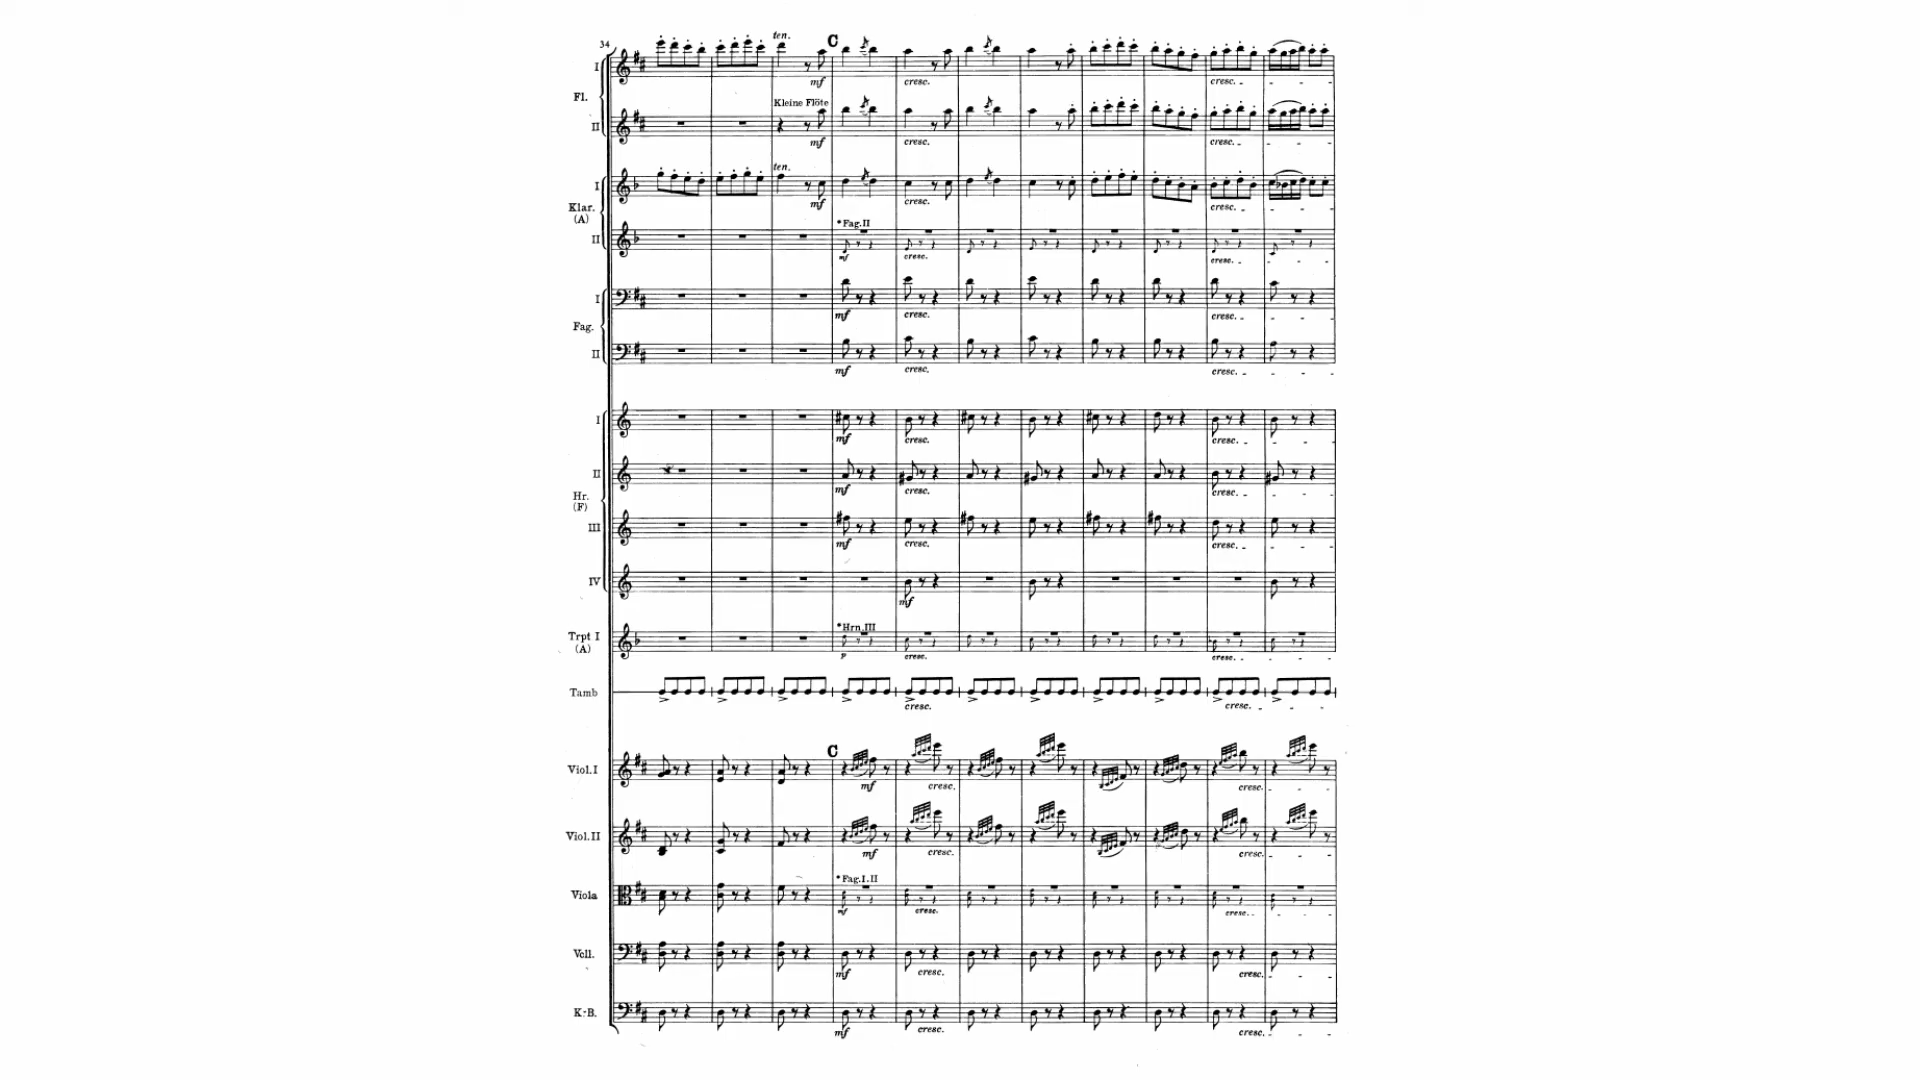 34
ten. C
I
mf cresc. cresc.
Fl.
Kleine Flöte
II
mf cresc. cresc.
ten.
I
mf cresc. cresc.
Klar.
(A)
*Fag.II
II
mf cresc. cresc.
I
mf cresc. cresc.
Fag.
II
mf cresc. cresc.
I
mf cresc. cresc.
II
mf cresc. cresc.
Hr.
(F)
III
mf cresc. cresc.
IV
mf
*Hrn.III
Trpt I
(A)
p cresc. cresc.
Tamb
cresc. cresc.
C
Viol.I
mf cresc. cresc.
Viol.II
mf cresc. cresc.
*Fag.I.II
Viola
mf cresc. cresc.
Vcll.
mf cresc. cresc.
K.-B.
mf cresc. cresc.